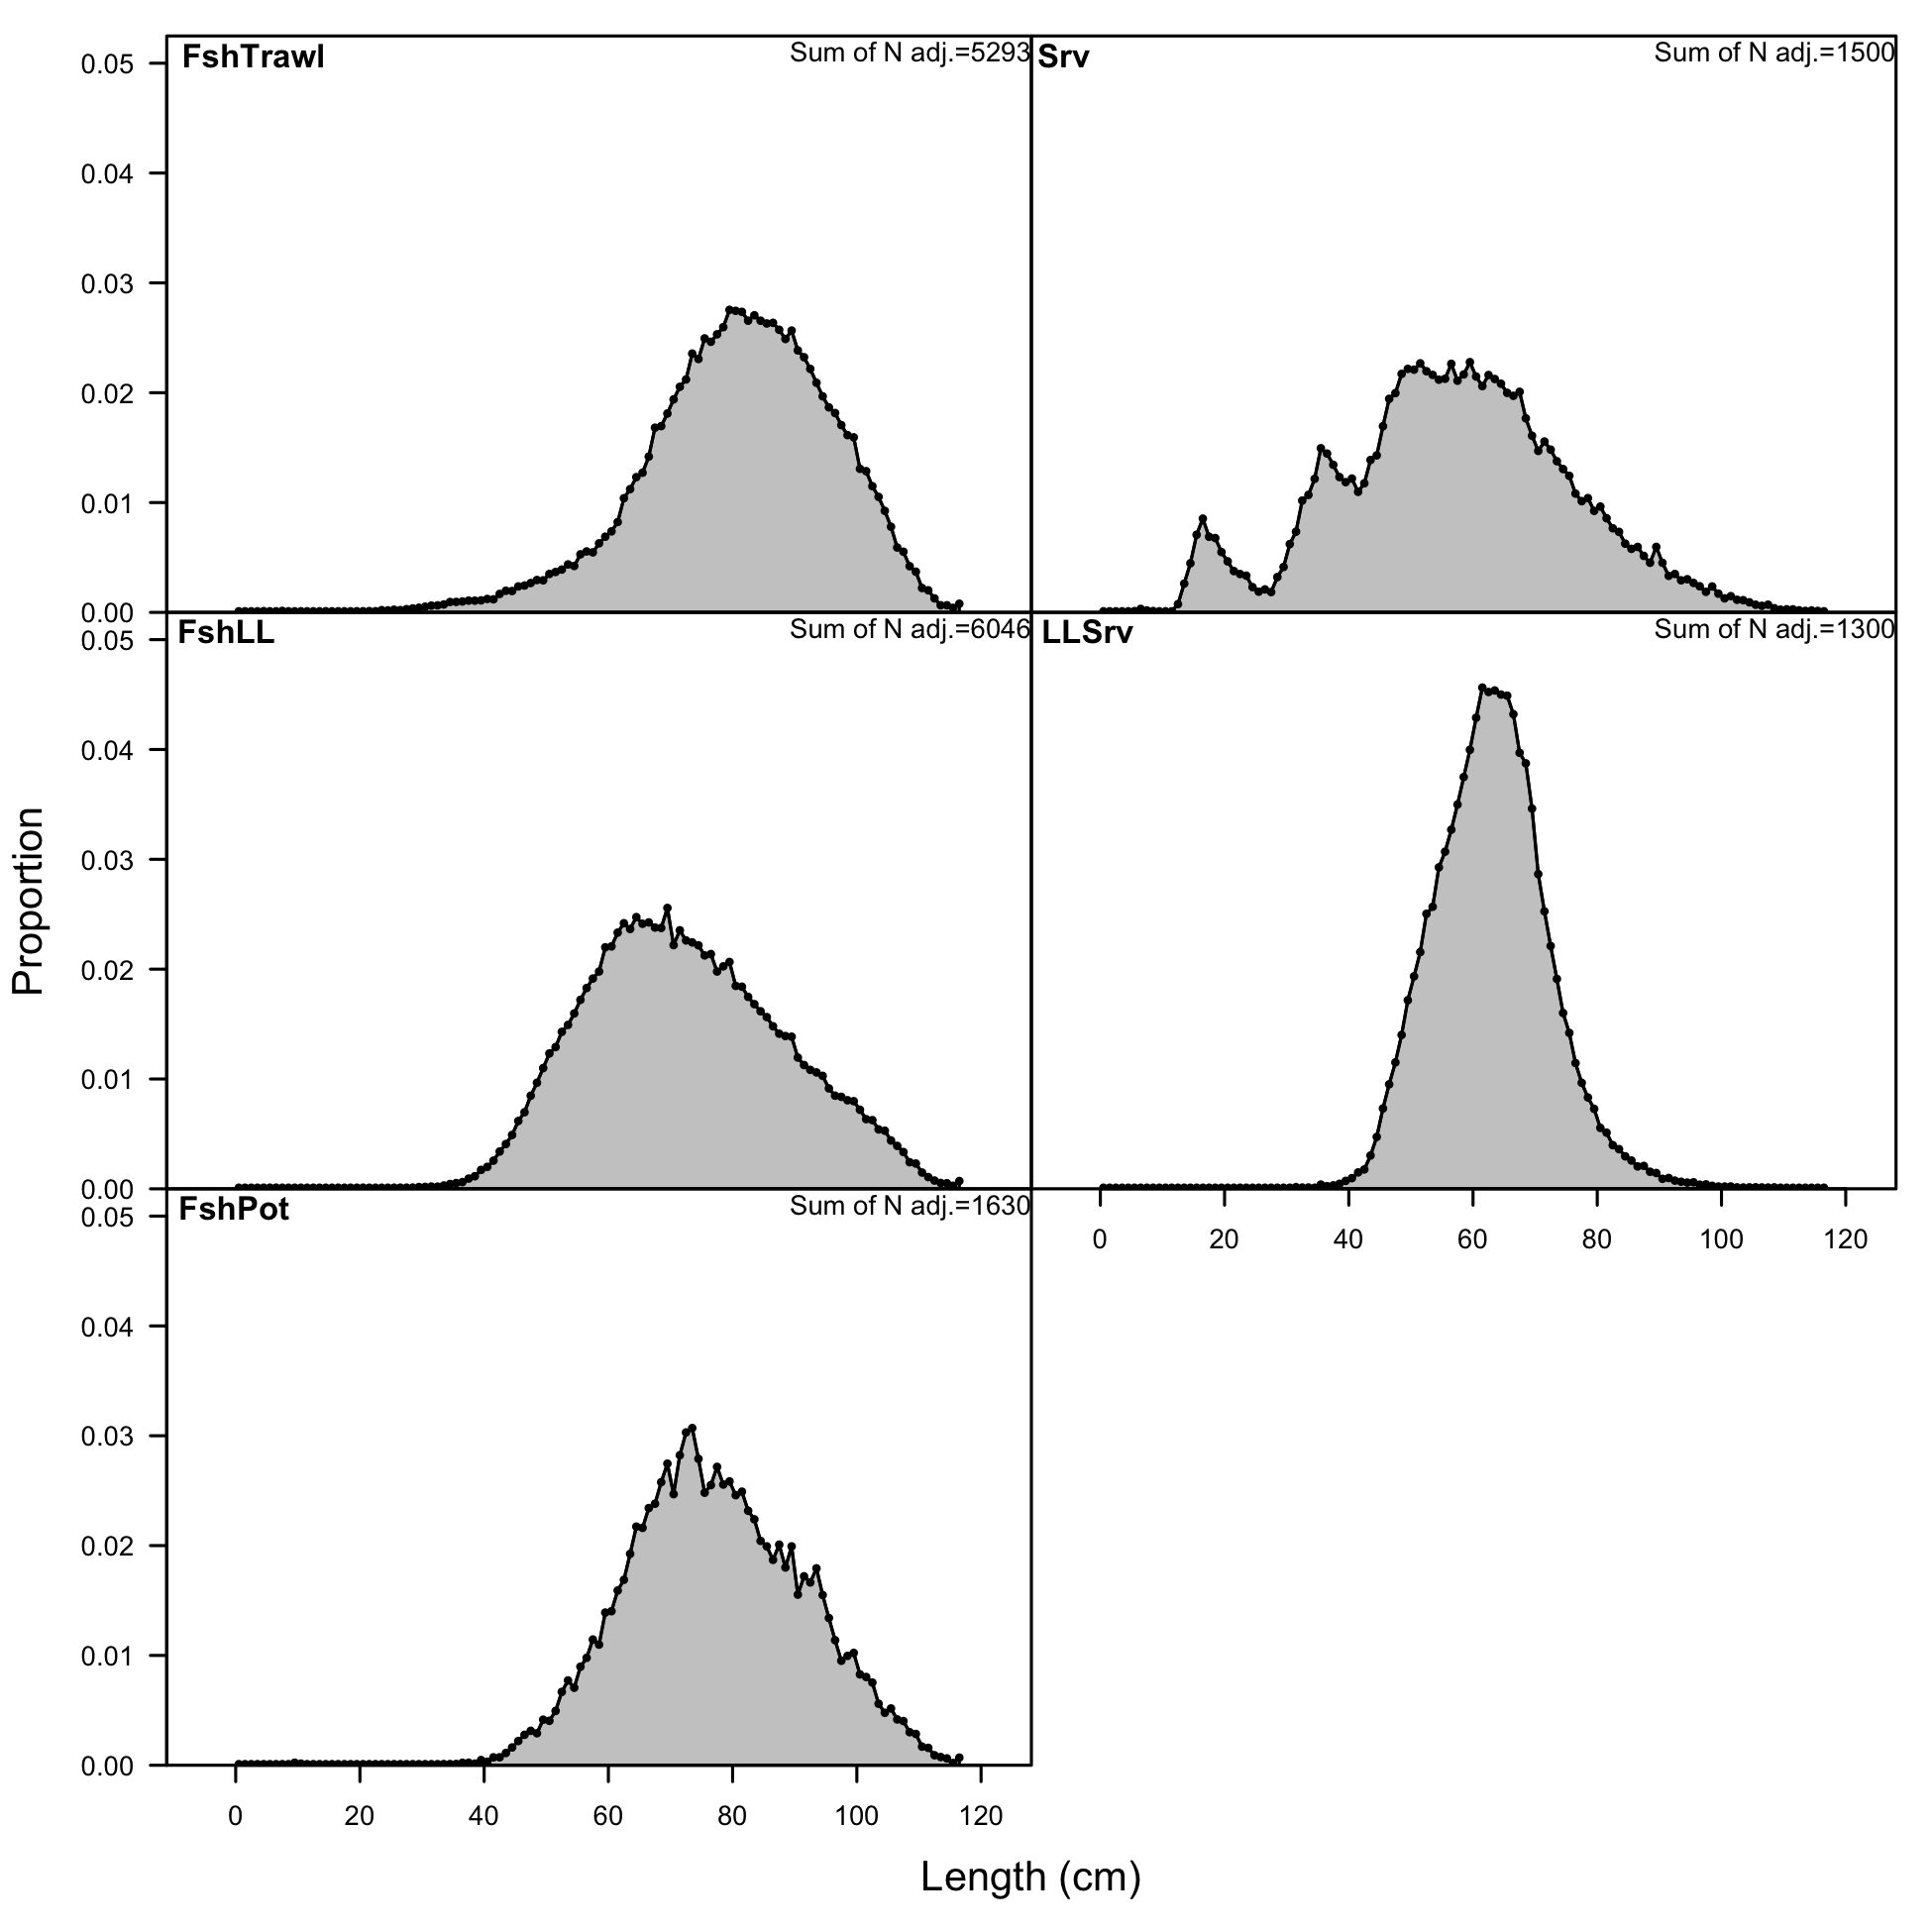 FshTrawl
Sum of N adj.=5293
0.05
0.04
0.03
0.02
0.01
0.00
Srv
Sum of N adj.=1500
FshLL
Sum of N adj.=6046
0.05
0.04
0.03
0.02
0.01
0.00
LLSrv
Sum of N adj.=1300
0 20 40 60 80 100 120
FshPot
Sum of N adj.=1630
0.05
0.04
0.03
0.02
0.01
0.00
0 20 40 60 80 100 120
Proportion
Length (cm)